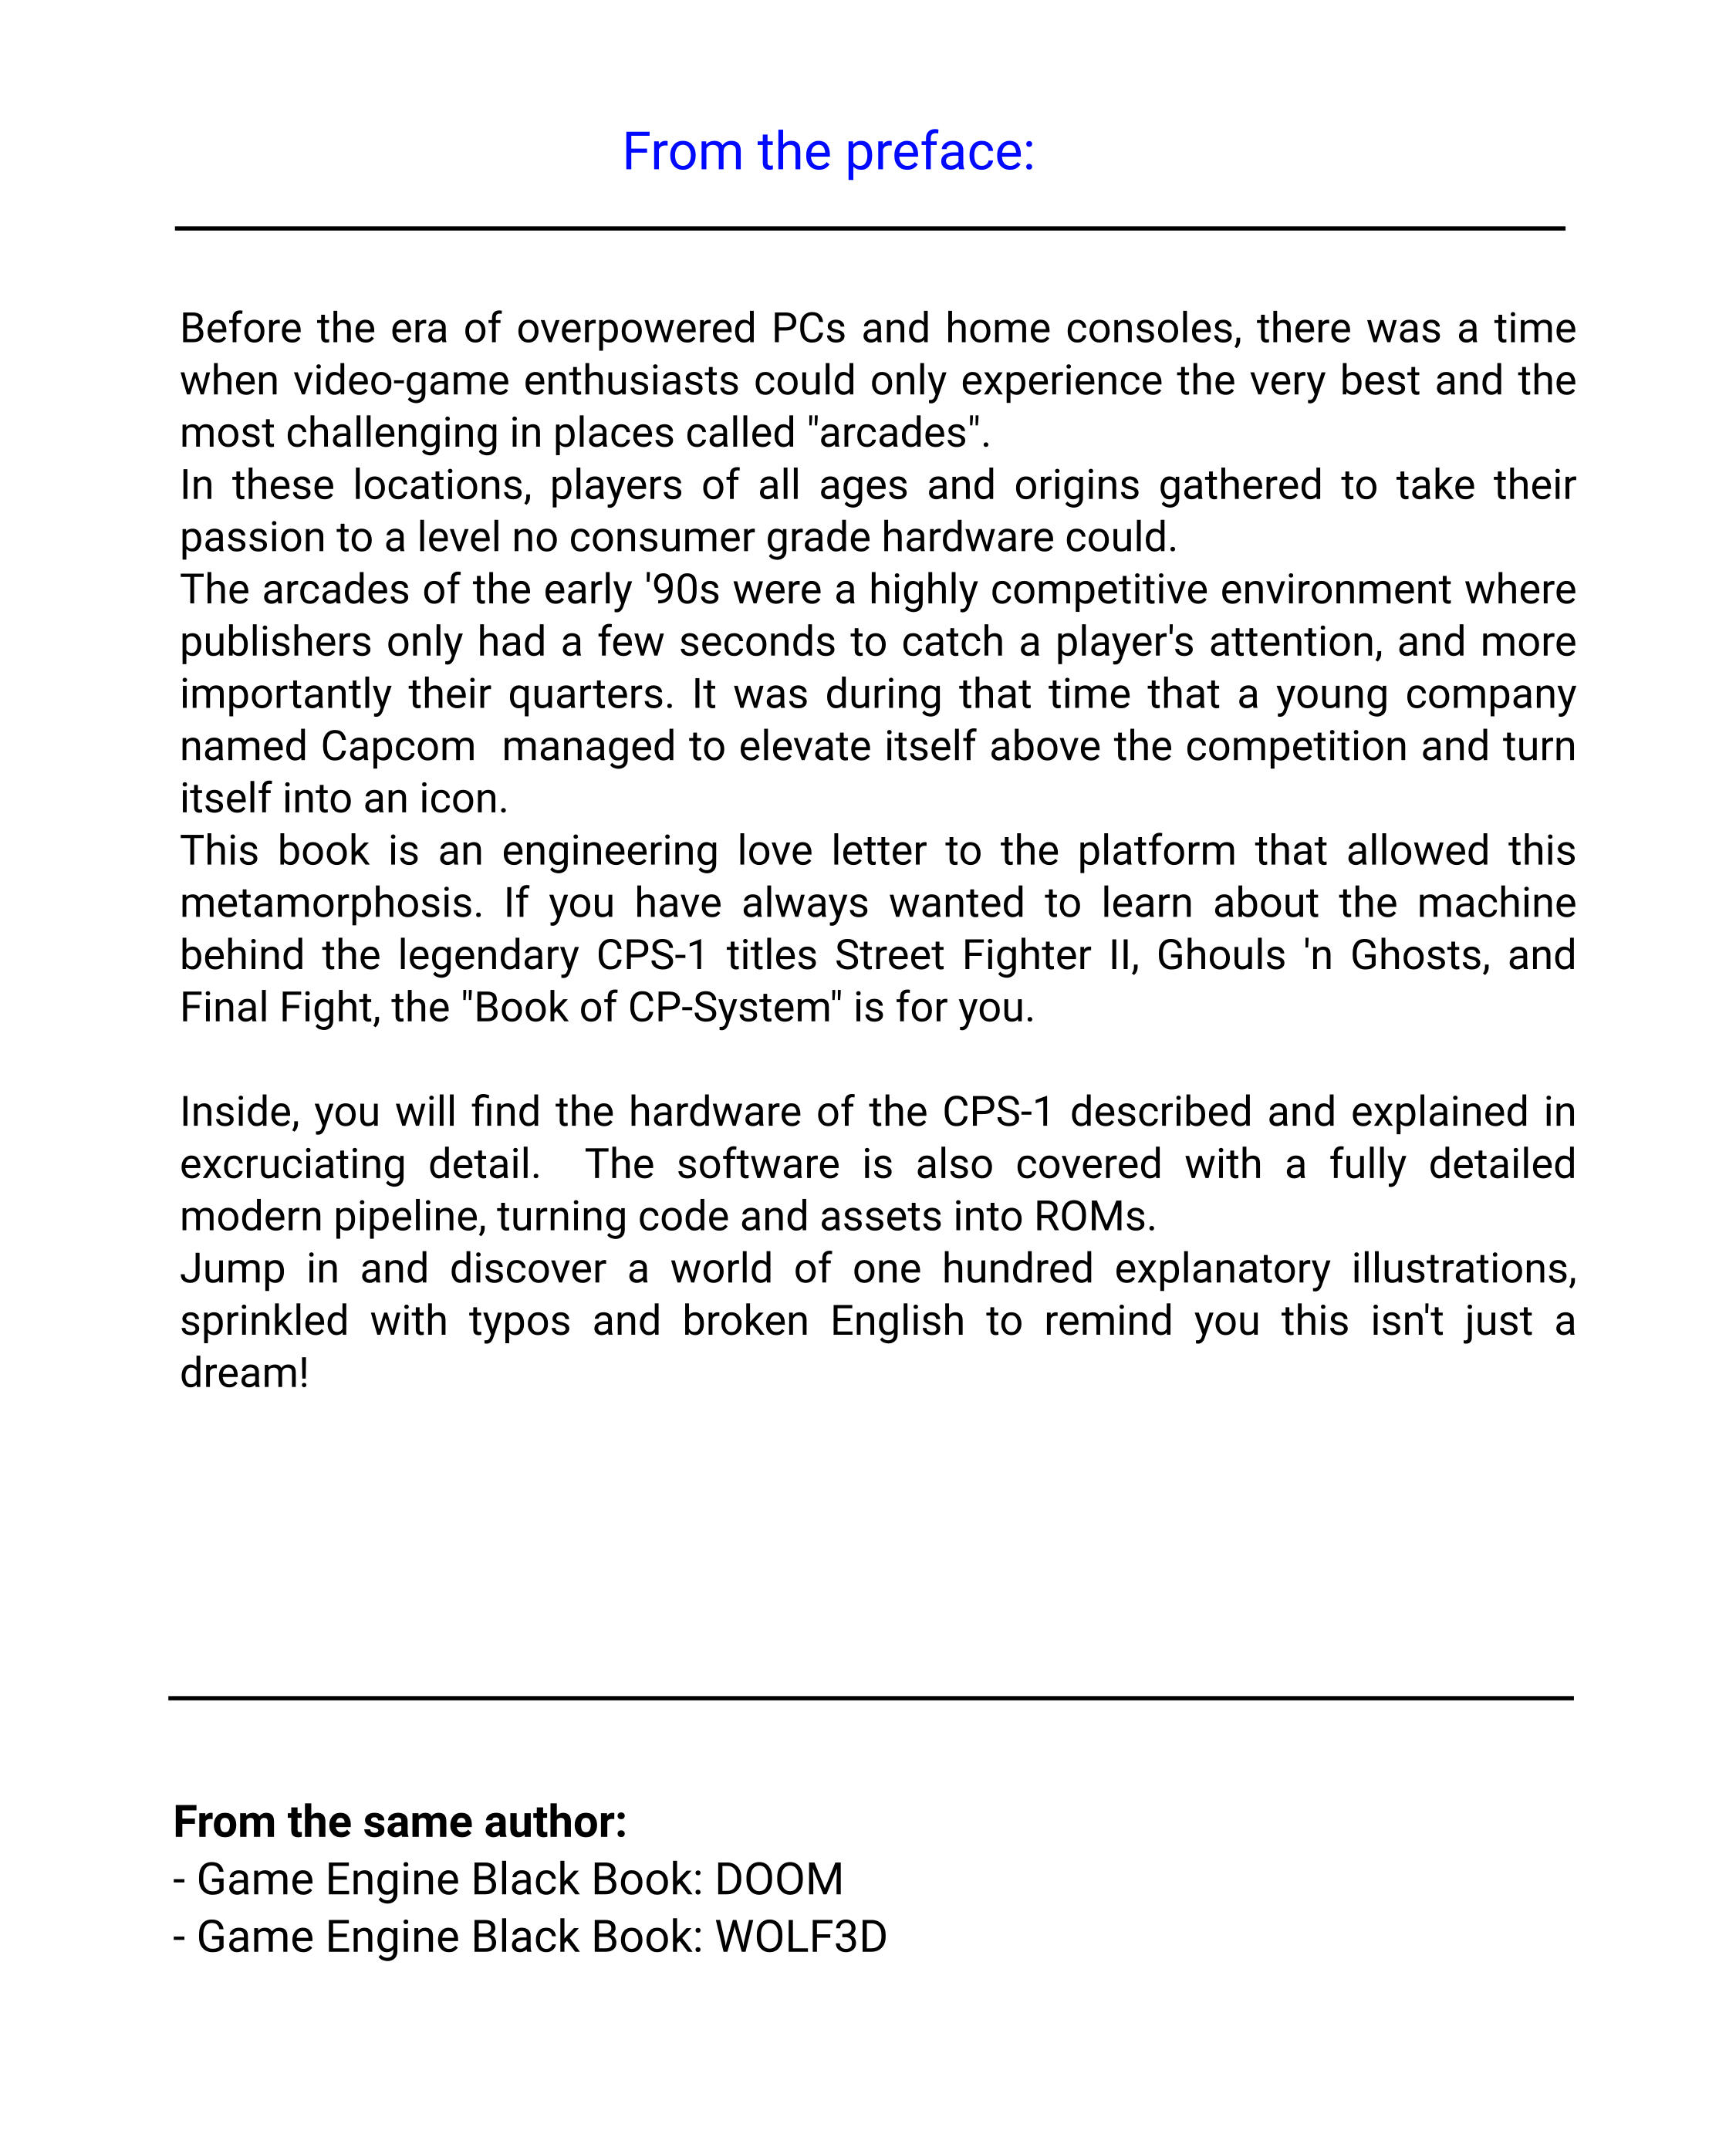 From the preface:
Before the era of overpowered PCs and home consoles, there was a time
when video-game enthusiasts could only experience the very best and the
most challenging in places called "arcades".
In these locations, players of all ages and origins gathered to take their
passion to a level no consumer grade hardware could.
The arcades of the early '90s were a highly competitive environment where
publishers only had a few seconds to catch a player's attention, and more
importantly their quarters. It was during that time that a young company
named Capcom  managed to elevate itself above the competition and turn
itself into an icon.
This book is an engineering love letter to the platform that allowed this
metamorphosis. If you have always wanted to learn about the machine
behind the legendary CPS-1 titles Street Fighter II, Ghouls 'n Ghosts, and
Final Fight, the "Book of CP-System" is for you.
Inside, you will find the hardware of the CPS-1 described and explained in
excruciating detail.  The software is also covered with a fully detailed
modern pipeline, turning code and assets into ROMs.
Jump in and discover a world of one hundred explanatory illustrations,
sprinkled with typos and broken English to remind you this isn't just a
dream!
From the same author:
- Game Engine Black Book: DOOM
- Game Engine Black Book: WOLF3D